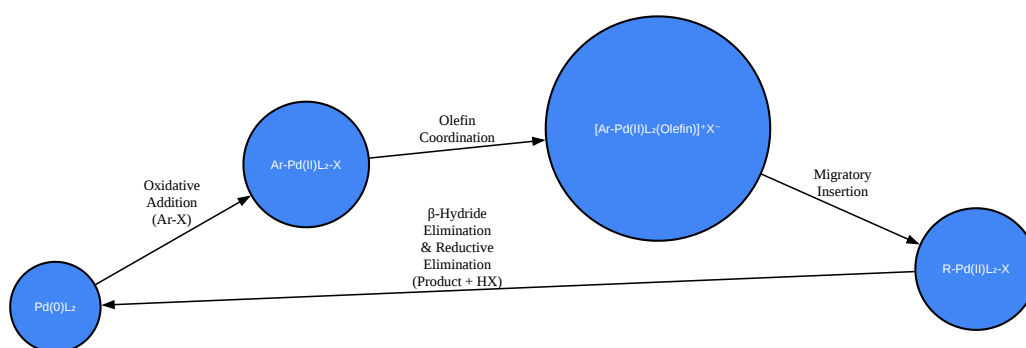 Olefin
Coordination
[Ar-Pd(II)L₂(Olefin)]⁺X⁻
Ar-Pd(II)L₂-X
Migratory
Insertion
Oxidative
Addition
(Ar-X)
β-Hydride
Elimination
& Reductive
Elimination
(Product + HX)
R-Pd(II)L₂-X
Pd(0)L₂